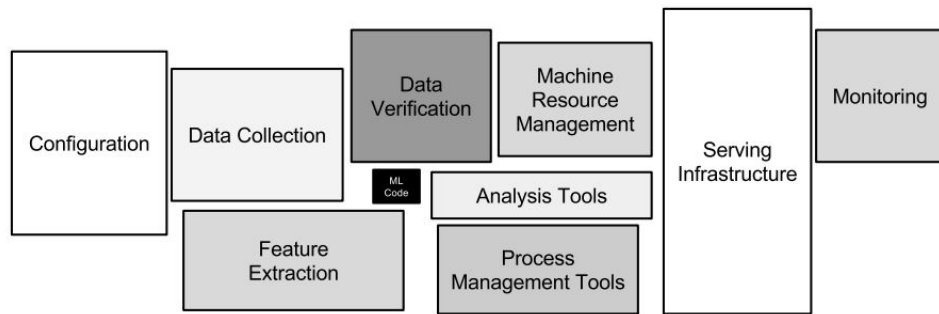 Configuration
Data Collection
Feature
Extraction
Data
Verification
ML
Code
Machine
Resource
Management
Analysis Tools
Process
Management Tools
Serving
Infrastructure
Monitoring